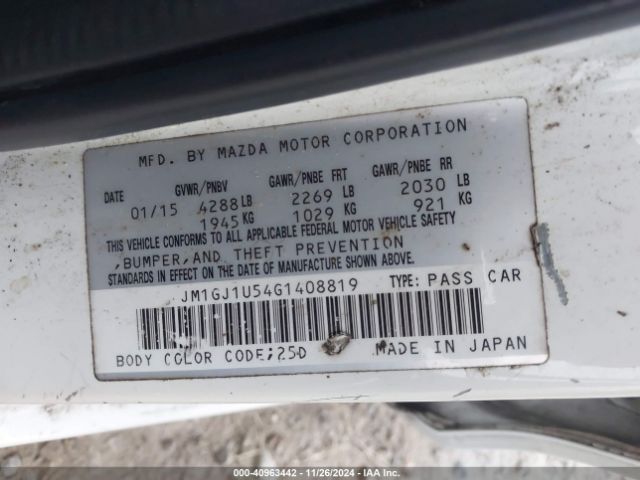 MFD. BY MAZDA MOTOR CORPORATION
DATE GVWR/PNBV GAWR/PNBE FRT GAWR/PNBE RR
01/15 4288 LB 2269 LB 2030 LB
1945 KG 1029 KG 921 KG
THIS VEHICLE CONFORMS TO ALL APPLICABLE FEDERAL MOTOR VEHICLE SAFETY
,BUMPER,AND THEFT PREVENTION
STANDARDS IN EFFECT ON THE DATE OF MANUFACTURE SHOWN ABOVE.
JM1GJ1U54G1408819 TYPE: PASS CAR
BODY COLOR CODE:25D MADE IN JAPAN
000-40963442 - 11/26/2024 - IAA Inc.